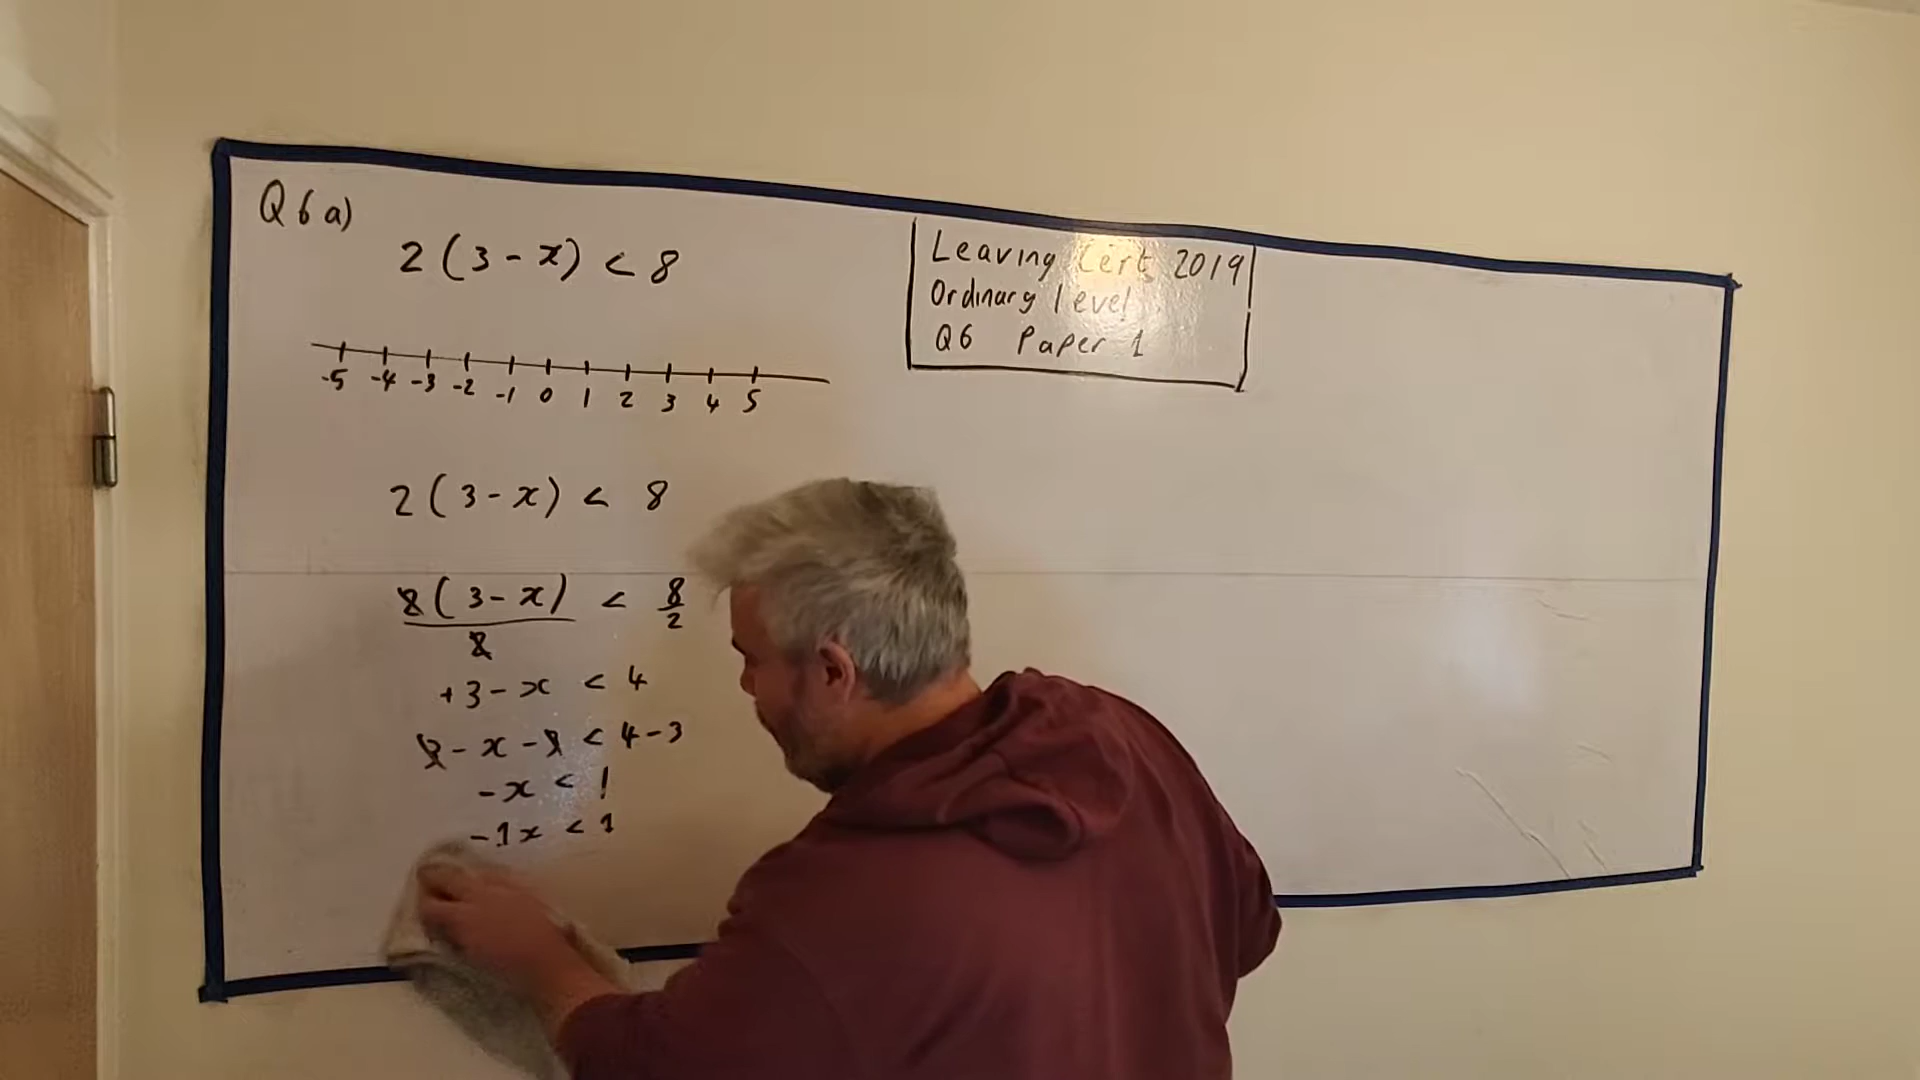 Q6a)
2(3-x) < 8
-5 -4 -3 -2 -1 0 1 2 3 4 5
2(3-x) < 8
2(3-x)/2 < 8/2
+3-x < 4
3-x-3 < 4-3
-x < 1
-1x < 1
Leaving Cert 2019
Ordinary level
Q6 Paper 1